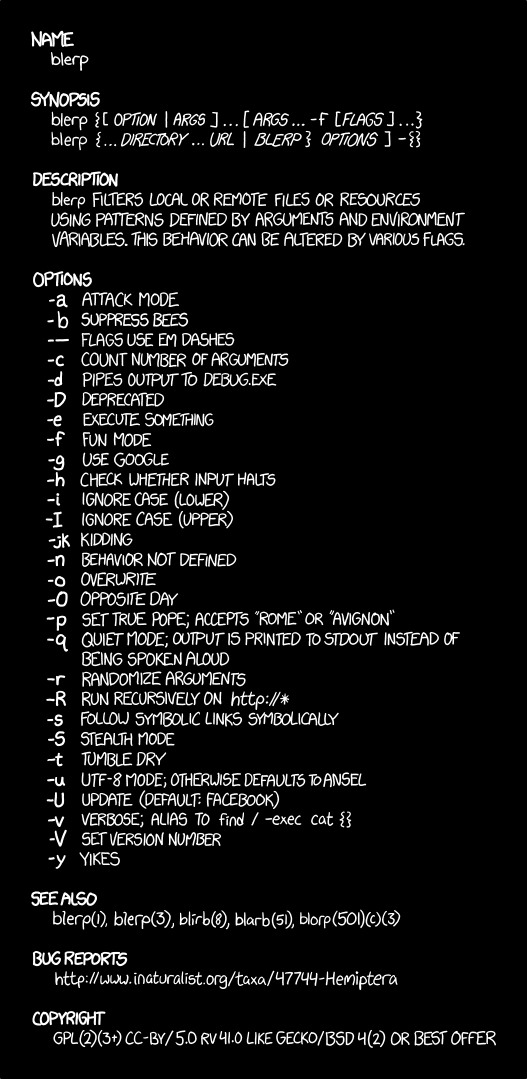 NAME
blerp
SYNOPSIS
blerp {[ OPTION | ARGS ]...[ ARGS ... -f [FLAGS] ...}
blerp {... DIRECTORY ... URL | BLERP } OPTIONS ] -{}
DESCRIPTION
blerp FILTERS LOCAL OR REMOTE FILES OR RESOURCES
USING PATTERNS DEFINED BY ARGUMENTS AND ENVIRONMENT
VARIABLES. THIS BEHAVIOR CAN BE ALTERED BY VARIOUS FLAGS.
OPTIONS
-a ATTACK MODE
-b SUPPRESS BEES
-— FLAGS USE EM DASHES
-c COUNT NUMBER OF ARGUMENTS
-d PIPES OUTPUT TO DEBUG.EXE
-D DEPRECATED
-e EXECUTE SOMETHING
-f FUN MODE
-g USE GOOGLE
-h CHECK WHETHER INPUT HALTS
-i IGNORE CASE (LOWER)
-I IGNORE CASE (UPPER)
-jk KIDDING
-n BEHAVIOR NOT DEFINED
-o OVERWRITE
-O OPPOSITE DAY
-p SET TRUE POPE; ACCEPTS "ROME" OR "AVIGNON"
-q QUIET MODE; OUTPUT IS PRINTED TO STDOUT INSTEAD OF
BEING SPOKEN ALOUD
-r RANDOMIZE ARGUMENTS
-R RUN RECURSIVELY ON http://*
-s FOLLOW SYMBOLIC LINKS SYMBOLICALLY
-S STEALTH MODE
-t TUMBLE DRY
-u UTF-8 MODE; OTHERWISE DEFAULTS TO ANSEL
-U UPDATE (DEFAULT: FACEBOOK)
-v VERBOSE; ALIAS TO find / -exec cat {}
-V SET VERSION NUMBER
-y YIKES
SEE ALSO
blerp(1), blerp(3), blirb(8), blarb(51), blorp(501)(c)(3)
BUG REPORTS
http://www.inaturalist.org/taxa/47744-Hemiptera
COPYRIGHT
GPL(2)(3+) CC-BY/5.0 RV 41.0 LIKE GECKO/BSD 4(2) OR BEST OFFER